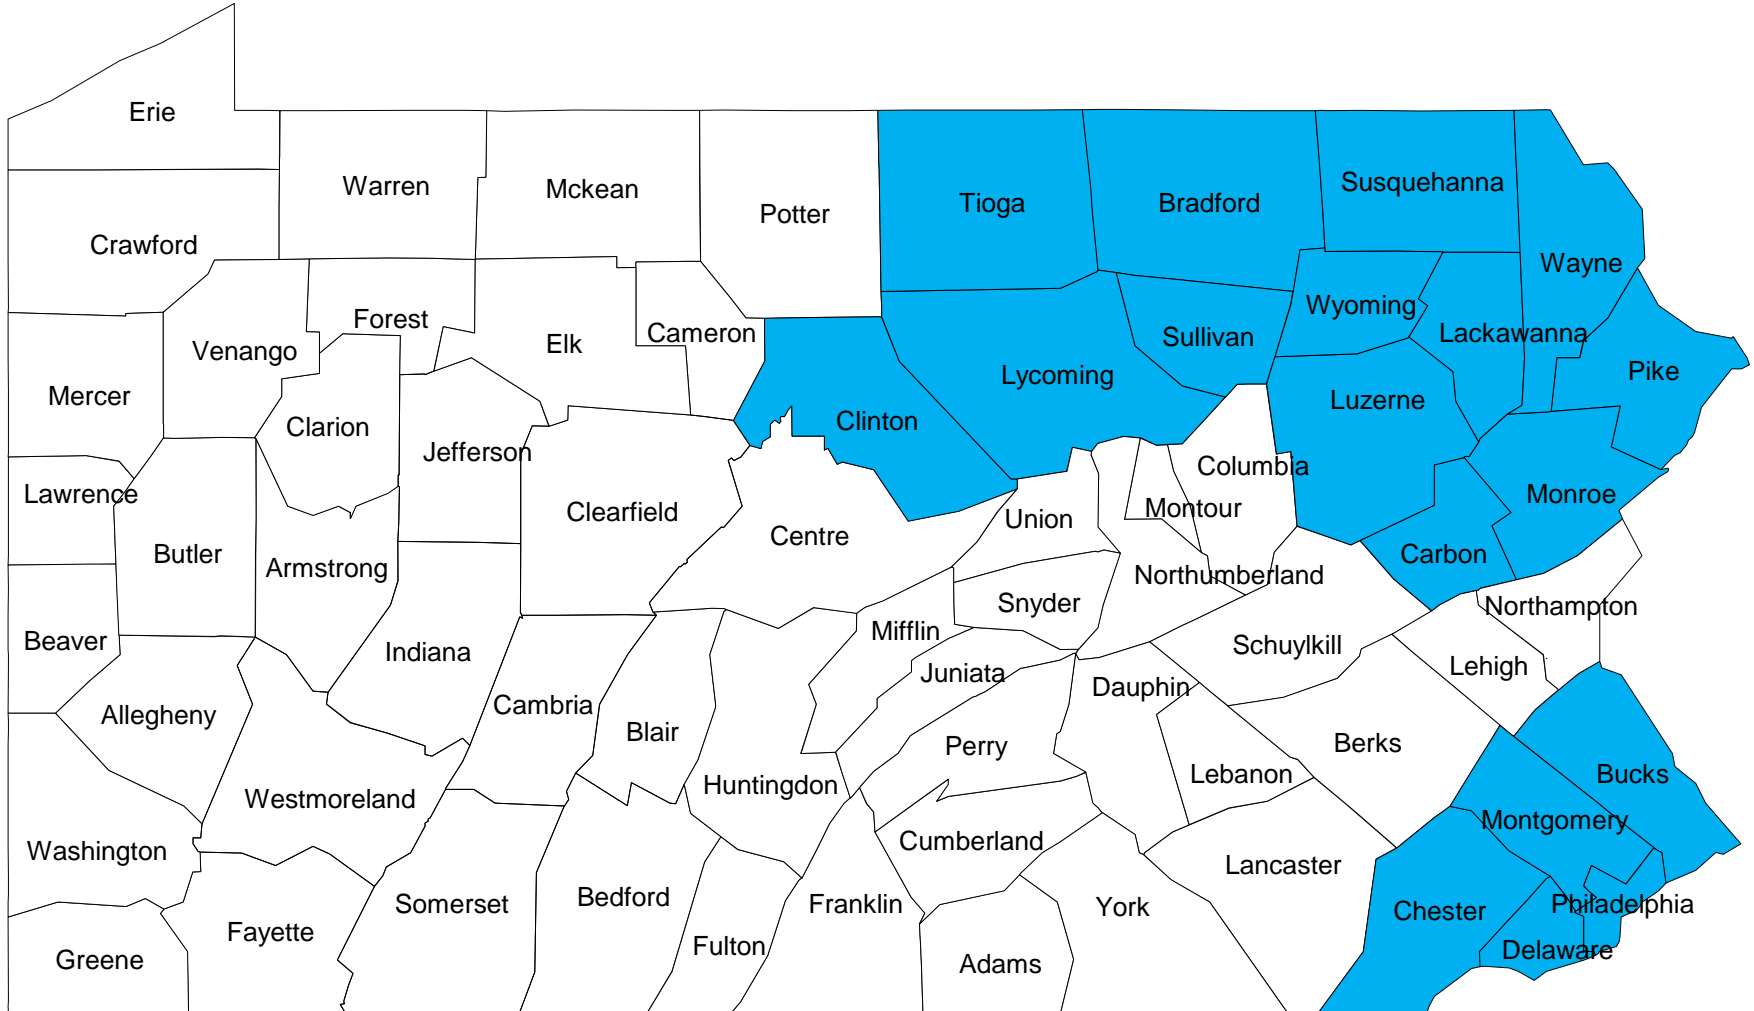 Erie
Susquehanna
Warren
Mckean
Tioga
Bradford
Potter
Crawford
Wayne
Wyoming
Forest
Cameron
Lackawanna
Sullivan
Elk
Venango
Pike
Lycoming
Mercer
Luzerne
Clinton
Clarion
Jefferson
Columbia
Lawrence
Monroe
Montour
Clearfield
Union
Centre
Butler
Carbon
Armstrong
Northumberland
Snyder
Northampton
Mifflin
Beaver
Schuylkill
Indiana
Lehigh
Juniata
Dauphin
Cambria
Allegheny
Blair
Berks
Perry
Lebanon
Bucks
Huntingdon
Westmoreland
Montgomery
Cumberland
Washington
Lancaster
Bedford
Somerset
Franklin
Philadelphia
York
Chester
Fayette
Fulton
Delaware
Greene
Adams